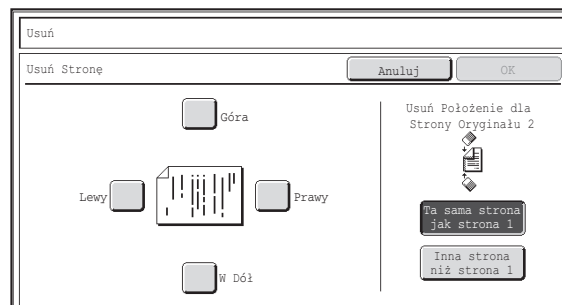 Usuń
Usuń Stronę
Anuluj
OK
Góra
Lewy
Prawy
W Dół
Usuń Położenie dla
Strony Oryginału 2
Ta sama strona
jak strona 1
Inna strona
niż strona 1